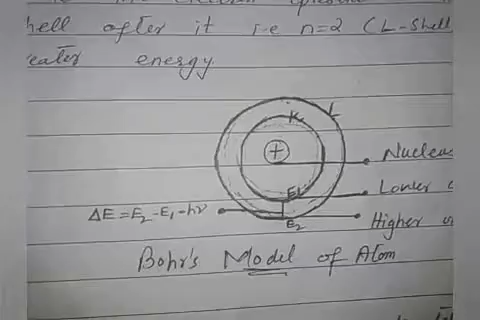 hell after it i.e n=2 (L-Shell
eater energy
L
K
+
Nucleu
E1
Lower
ΔE = E2 - E1 - hν
E2
Higher
Bohr's Model of Atom